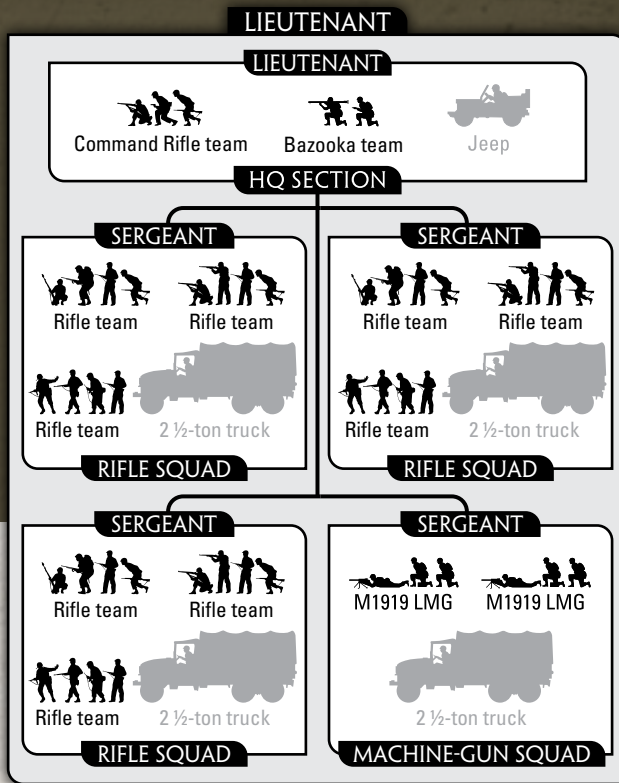 LIEUTENANT
LIEUTENANT
Command Rifle team
Bazooka team
Jeep
HQ SECTION
SERGEANT
Rifle team
Rifle team
Rifle team
2 ½-ton truck
RIFLE SQUAD
SERGEANT
Rifle team
Rifle team
Rifle team
2 ½-ton truck
RIFLE SQUAD
SERGEANT
Rifle team
Rifle team
Rifle team
2 ½-ton truck
RIFLE SQUAD
SERGEANT
M1919 LMG
M1919 LMG
2 ½-ton truck
MACHINE-GUN SQUAD